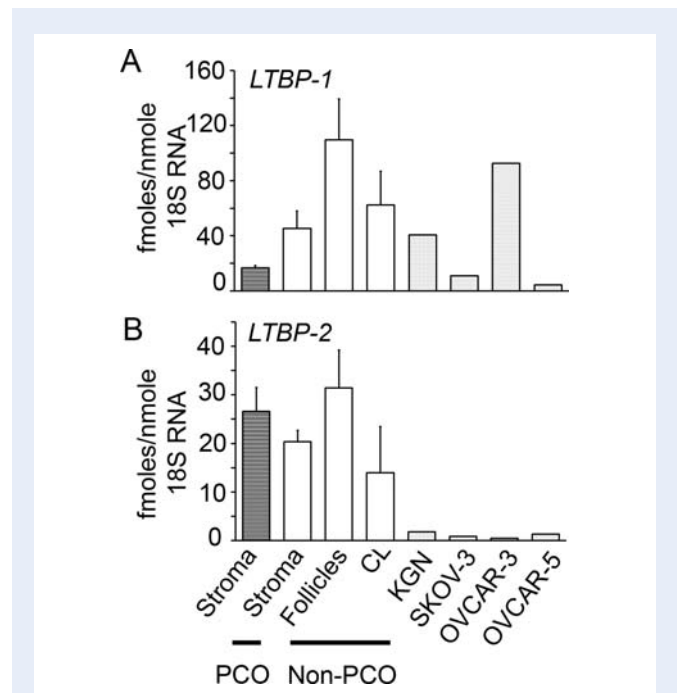 A
LTBP-1
fmoles/nmole
18S RNA
160
120
80
40
0
B
LTBP-2
fmoles/nmole
18S RNA
40
30
20
10
0
Stroma
Stroma
Follicles
CL
KGN
SKOV-3
OVCAR-3
OVCAR-5
PCO Non-PCO